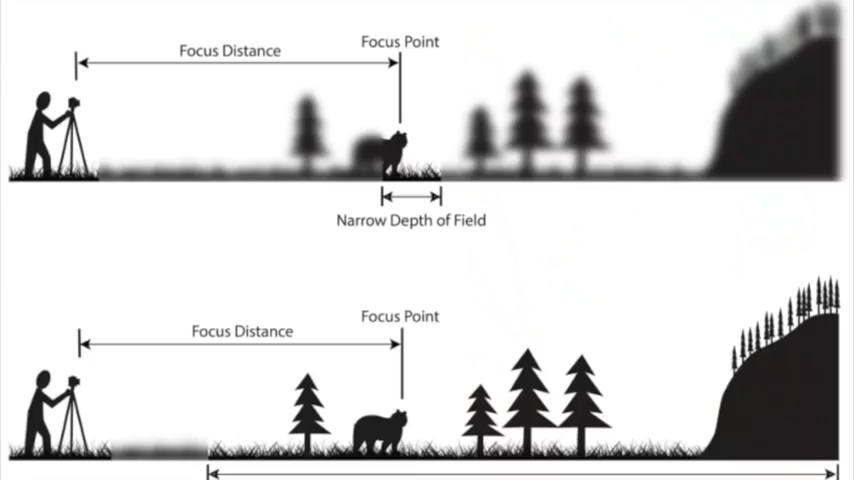 Focus Distance
Focus Point
Narrow Depth of Field
Focus Distance
Focus Point